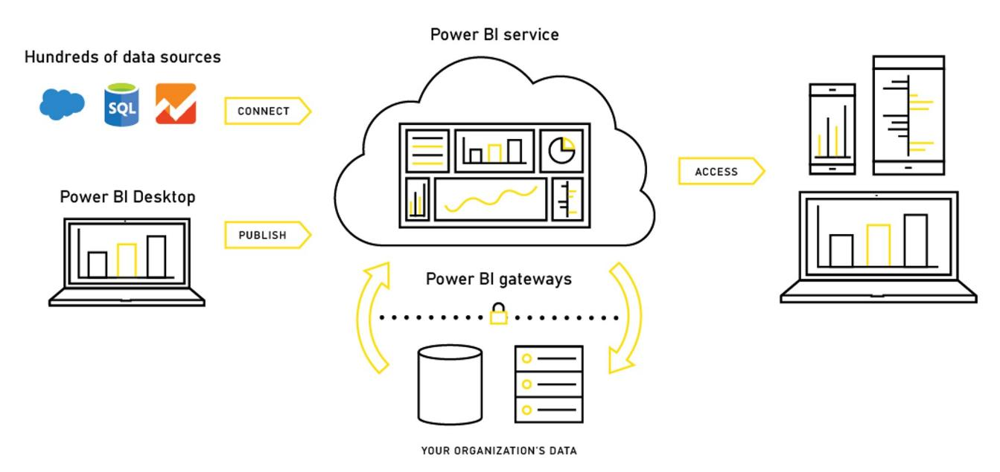 Power BI service
Hundreds of data sources
SQL
CONNECT
ACCESS
Power BI Desktop
PUBLISH
Power BI gateways
YOUR ORGANIZATION'S DATA